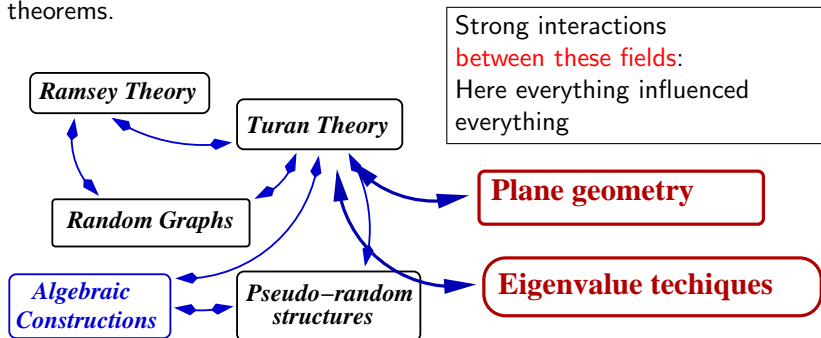 theorems.
Strong interactions
between these fields:
Here everything influenced
everything
Ramsey Theory
Turan Theory
Plane geometry
Random Graphs
Eigenvalue techiques
Algebraic
Constructions
Pseudo−random
structures